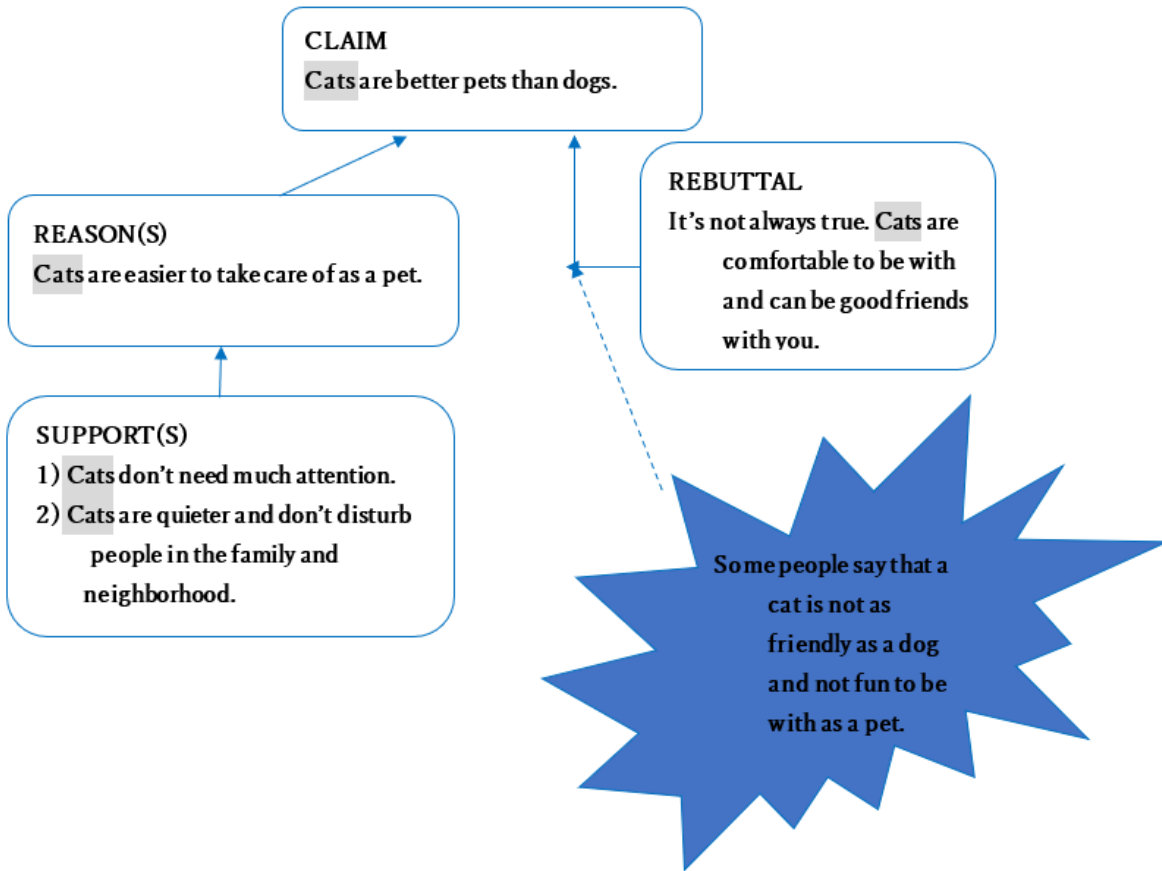 CLAIM
Cats are better pets than dogs.
REASON(S)
Cats are easier to take care of as a pet.
SUPPORT(S)
1) Cats don’t need much attention.
2) Cats are quieter and don’t disturb
people in the family and
neighborhood.
REBUTTAL
It’s not always true. Cats are
comfortable to be with
and can be good friends
with you.
Some people say that a
cat is not as
friendly as a dog
and not fun to be
with as a pet.